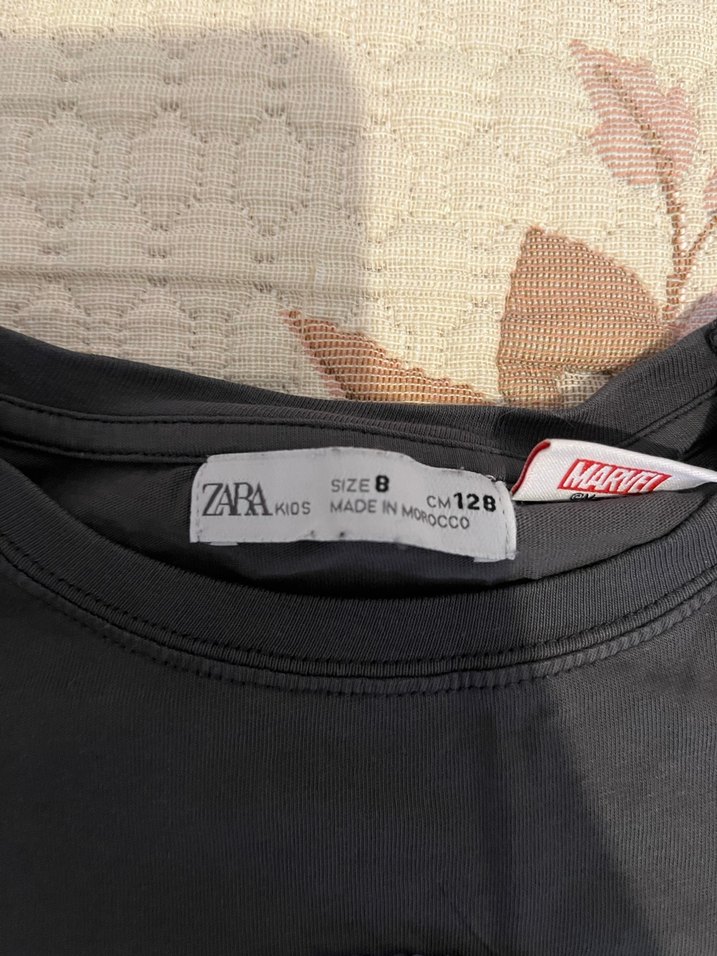 ZARA KIDS
SIZE 8
MADE IN MOROCCO
CM 128
MARVEL